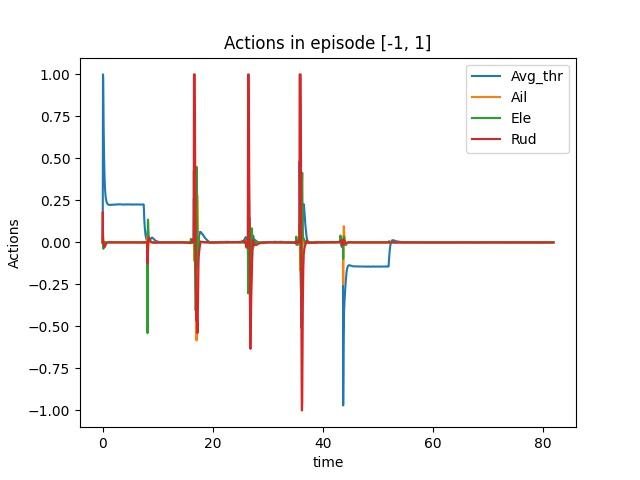 Actions in episode [-1, 1]
1.00
0.75
0.50
0.25
0.00
−0.25
−0.50
−0.75
−1.00
Actions
0 20 40 60 80
time
Avg_thr
Ail
Ele
Rud